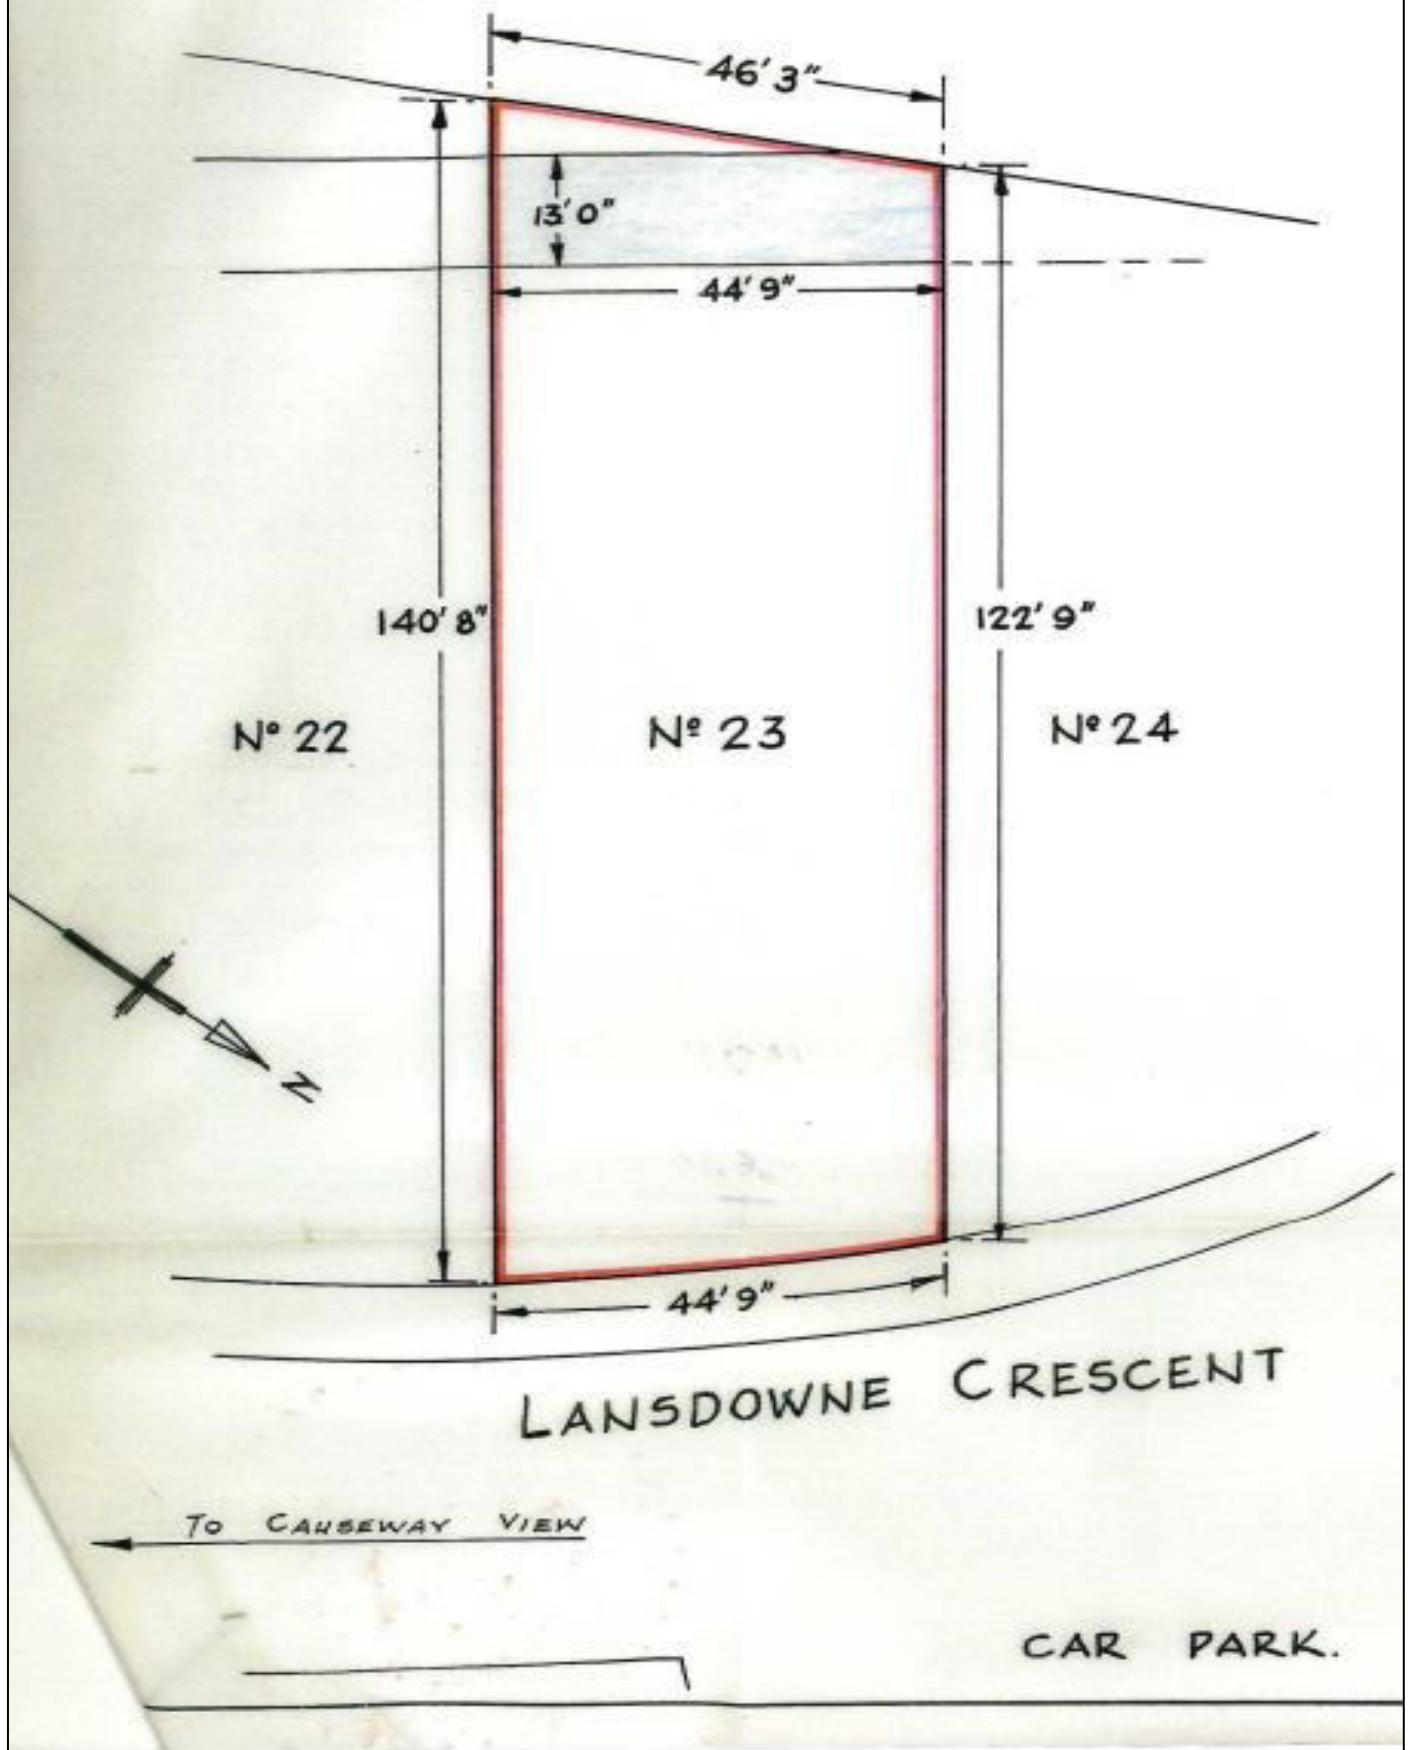 46' 3"
13' 0"
44' 9"
140' 8"
122' 9"
Nº 22
Nº 23
Nº 24
N
44' 9"
LANSDOWNE CRESCENT
TO CAUSEWAY VIEW
CAR PARK.